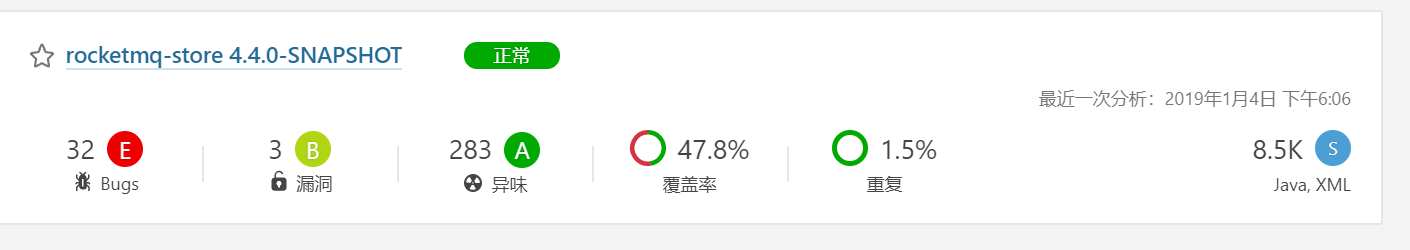 rocketmq-store 4.4.0-SNAPSHOT 正常
最近一次分析：2019年1月4日 下午6:06
32 E 3 B 283 A 47.8% 1.5% 8.5K S
Bugs 漏洞 异味 覆盖率 重复 Java, XML